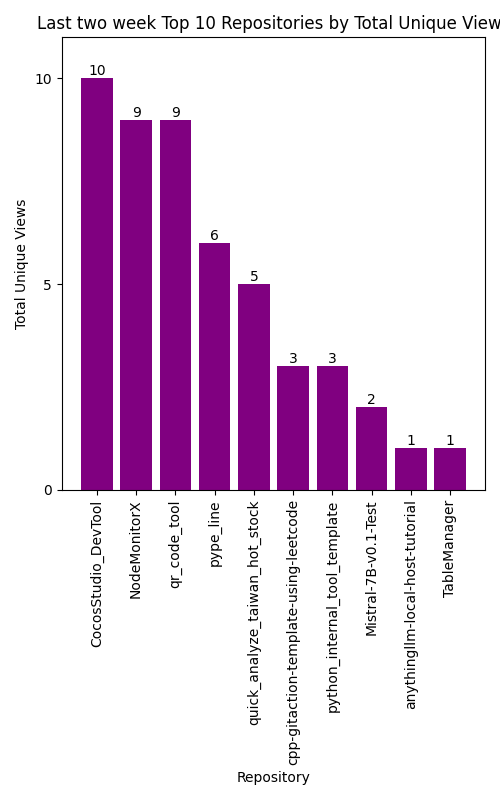 Last two week Top 10 Repositories by Total Unique View
10
9
9
6
5
3
3
2
1
1
10
5
0
Total Unique Views
CocosStudio_DevTool
NodeMonitorX
qr_code_tool
pype_line
quick_analyze_taiwan_hot_stock
cpp-gitaction-template-using-leetcode
python_internal_tool_template
Mistral-7B-v0.1-Test
anythingllm-local-host-tutorial
TableManager
Repository